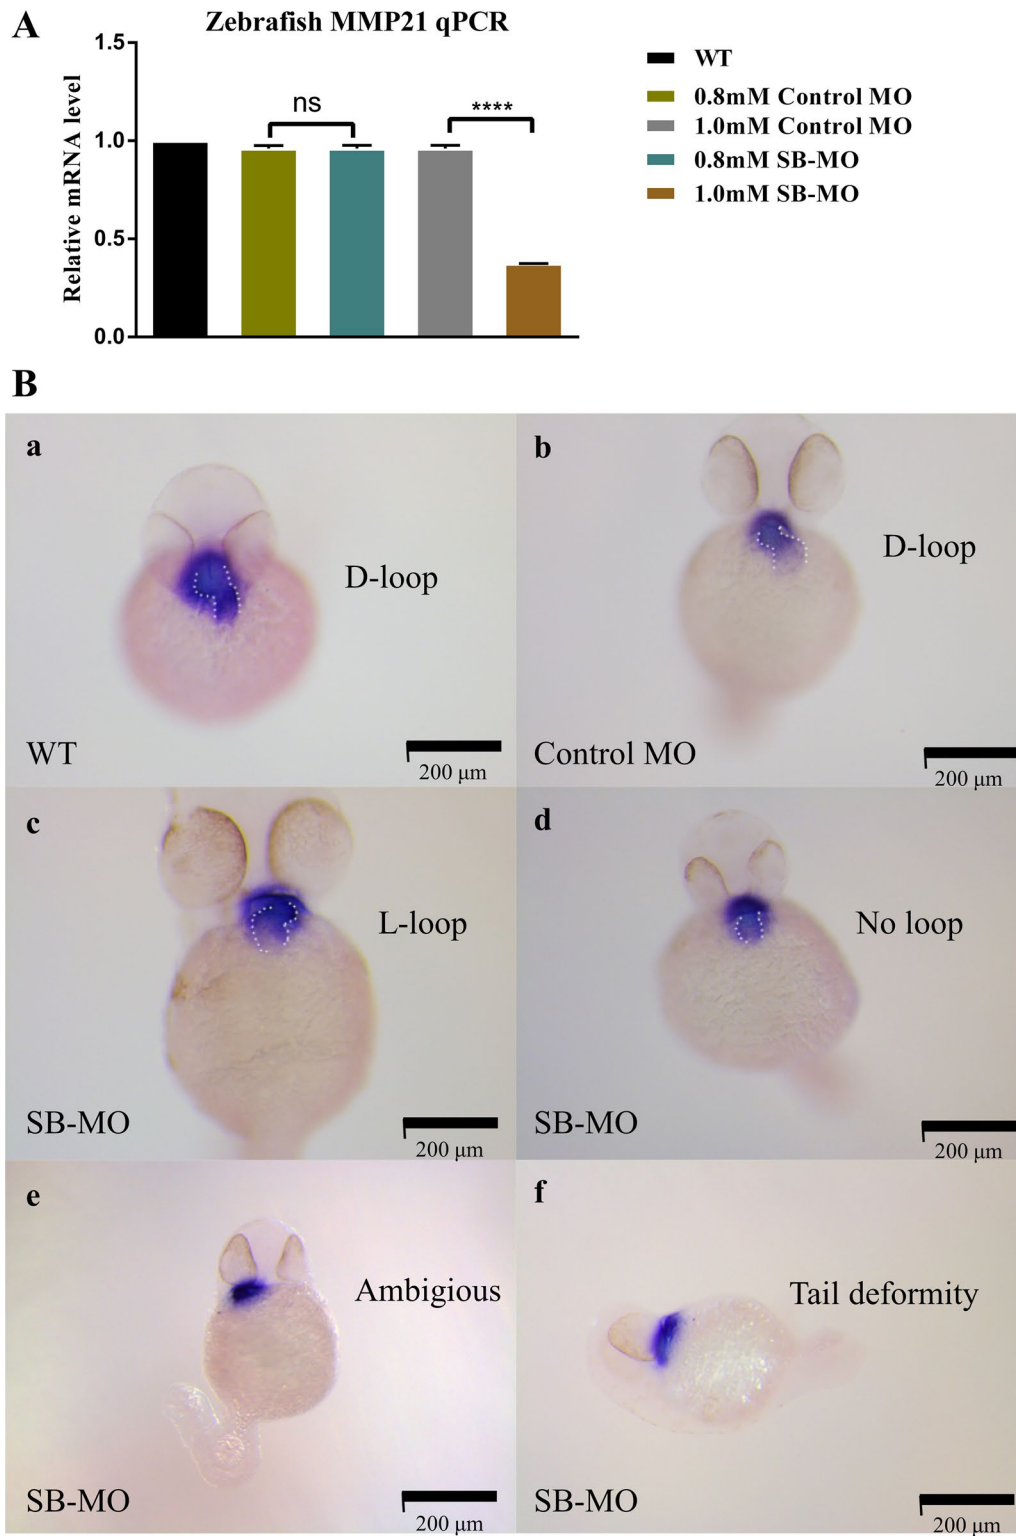 A
Zebrafish MMP21 qPCR
Relative mRNA level
1.5
1.0
0.5
0.0
ns
****
WT
0.8mM Control MO
1.0mM Control MO
0.8mM SB-MO
1.0mM SB-MO
B
a
D-loop
WT
200 μm
b
D-loop
Control MO
200 μm
c
L-loop
SB-MO
200 μm
d
No loop
SB-MO
200 μm
e
Ambigious
SB-MO
200 μm
f
Tail deformity
SB-MO
200 μm